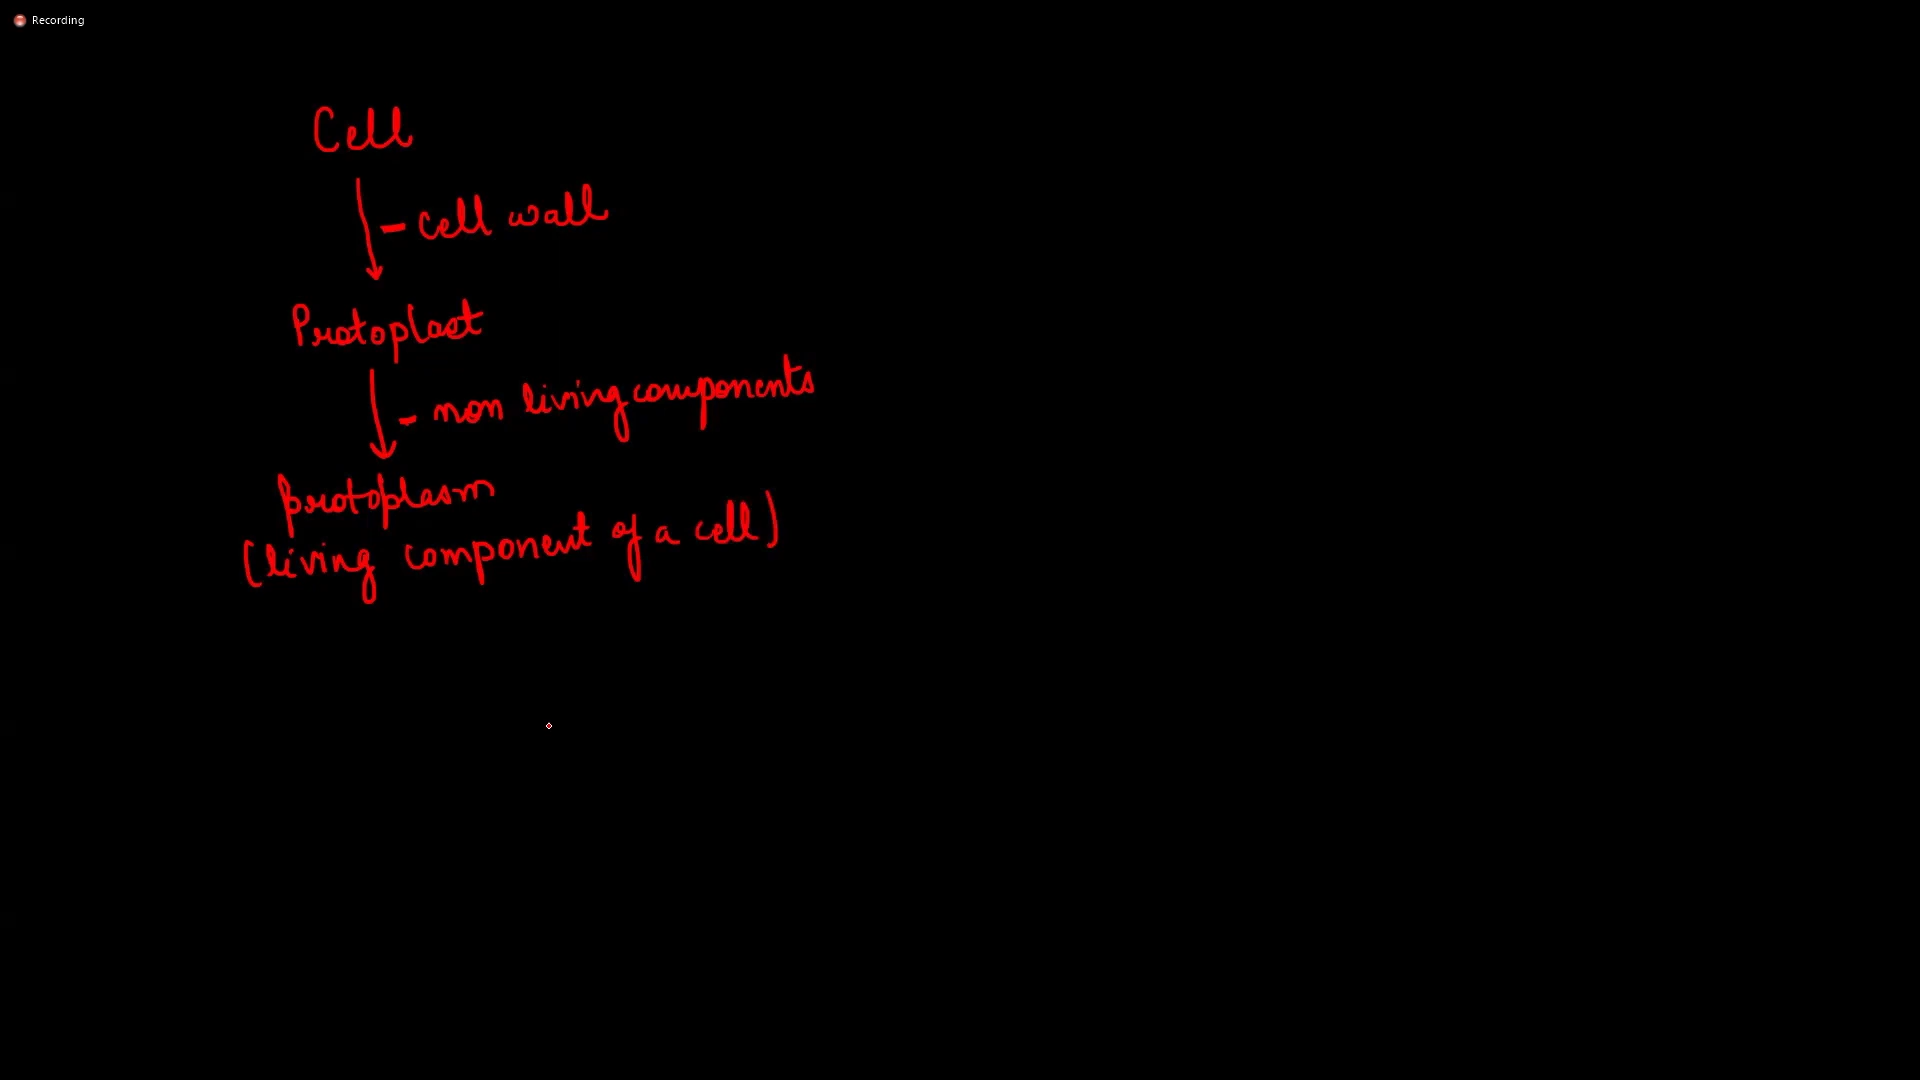 Recording
Cell
- cell wall
Protoplast
- non living components
protoplasm
(living component of a cell)